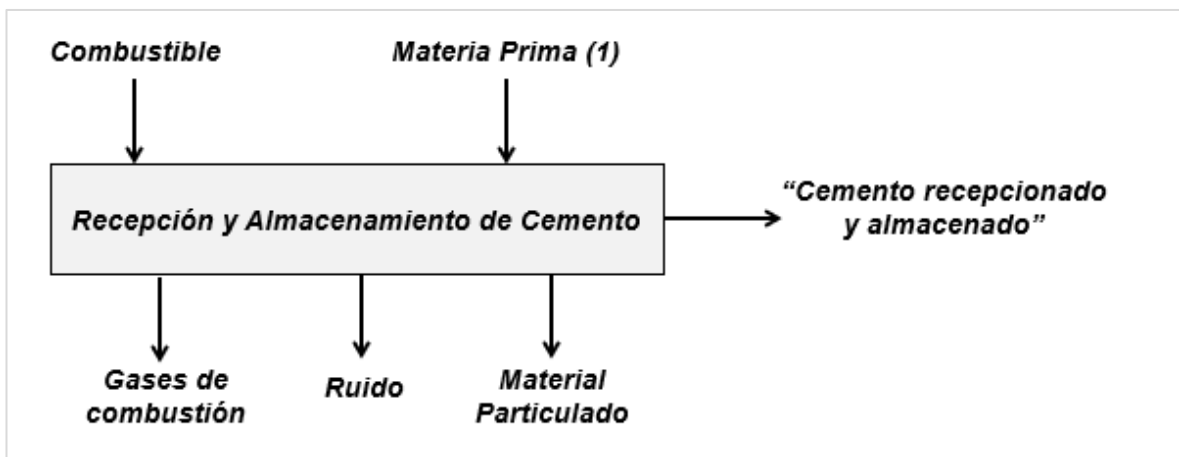 Combustible
Materia Prima (1)
Recepción y Almacenamiento de Cemento
“Cemento recepcionado
y almacenado”
Gases de
combustión
Ruido
Material
Particulado